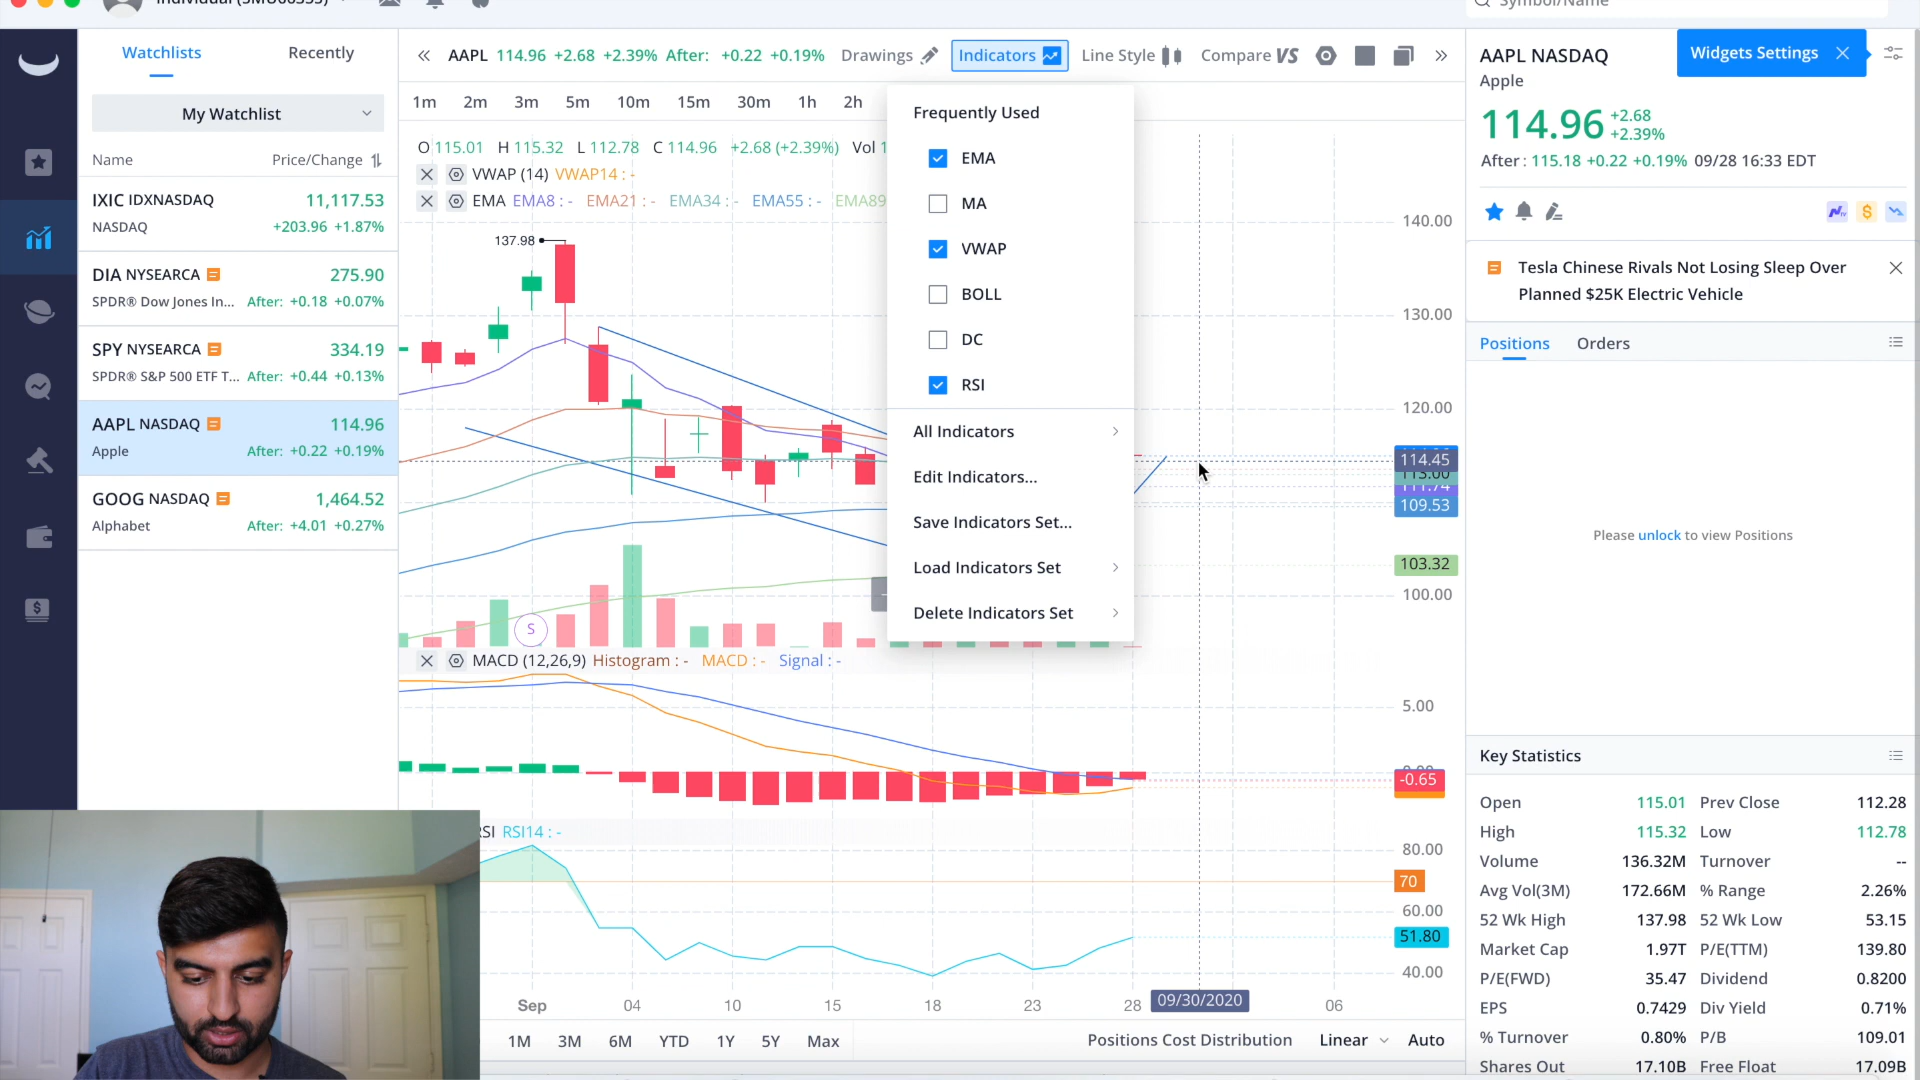 Watchlists
Recently
My Watchlist
Name Price/Change
IXIC IDXNASDAQ 11,117.53
NASDAQ +203.96 +1.87%
DIA NYSEARCA 275.90
SPDR® Dow Jones In... After: +0.18 +0.07%
SPY NYSEARCA 334.19
SPDR® S&P 500 ETF T... After: +0.44 +0.13%
AAPL NASDAQ 114.96
Apple After: +0.22 +0.19%
GOOG NASDAQ 1,464.52
Alphabet After: +4.01 +0.27%
AAPL 114.96 +2.68 +2.39% After: +0.22 +0.19% Drawings Indicators Line Style Compare VS
1m 2m 3m 5m 10m 15m 30m 1h 2h
O 115.01 H 115.32 L 112.78 C 114.96 +2.68 (+2.39%) Vol 1
VWAP (14) VWAP14 : -
EMA EMA8 : - EMA21 : - EMA34 : - EMA55 : - EMA89
137.98
S
Frequently Used
EMA
MA
VWAP
BOLL
DC
RSI
All Indicators
Edit Indicators...
Save Indicators Set...
Load Indicators Set
Delete Indicators Set
140.00
130.00
120.00
114.45
113.00
111.74
109.53
103.32
100.00
MACD (12,26,9) Histogram : - MACD : - Signal : -
5.00
-0.65
RSI RSI14 : -
80.00
70
60.00
51.80
40.00
Sep 04 10 15 18 23 28 09/30/2020 06
1M 3M 6M YTD 1Y 5Y Max
Positions Cost Distribution Linear Auto
Symbol/Name
AAPL NASDAQ
Widgets Settings
Apple
114.96 +2.68
+2.39%
After : 115.18 +0.22 +0.19% 09/28 16:33 EDT
Tesla Chinese Rivals Not Losing Sleep Over
Planned $25K Electric Vehicle
Positions Orders
Please unlock to view Positions
Key Statistics
Open 115.01 Prev Close 112.28
High 115.32 Low 112.78
Volume 136.32M Turnover --
Avg Vol(3M) 172.66M % Range 2.26%
52 Wk High 137.98 52 Wk Low 53.15
Market Cap 1.97T P/E(TTM) 139.80
P/E(FWD) 35.47 Dividend 0.8200
EPS 0.7429 Div Yield 0.71%
% Turnover 0.80% P/B 109.01
Shares Out 17.10B Free Float 17.09B